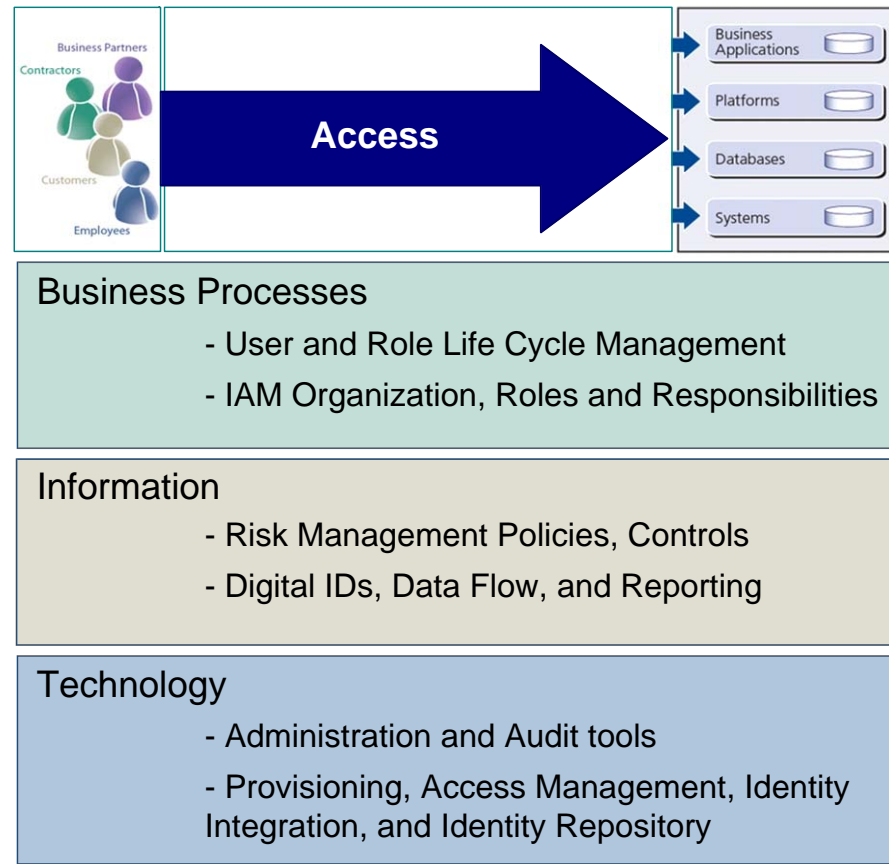 Business Partners
Contractors
Customers
Employees
Access
Business
Applications
Platforms
Databases
Systems
Business Processes
- User and Role Life Cycle Management
- IAM Organization, Roles and Responsibilities
Information
- Risk Management Policies, Controls
- Digital IDs, Data Flow, and Reporting
Technology
- Administration and Audit tools
- Provisioning, Access Management, Identity
Integration, and Identity Repository